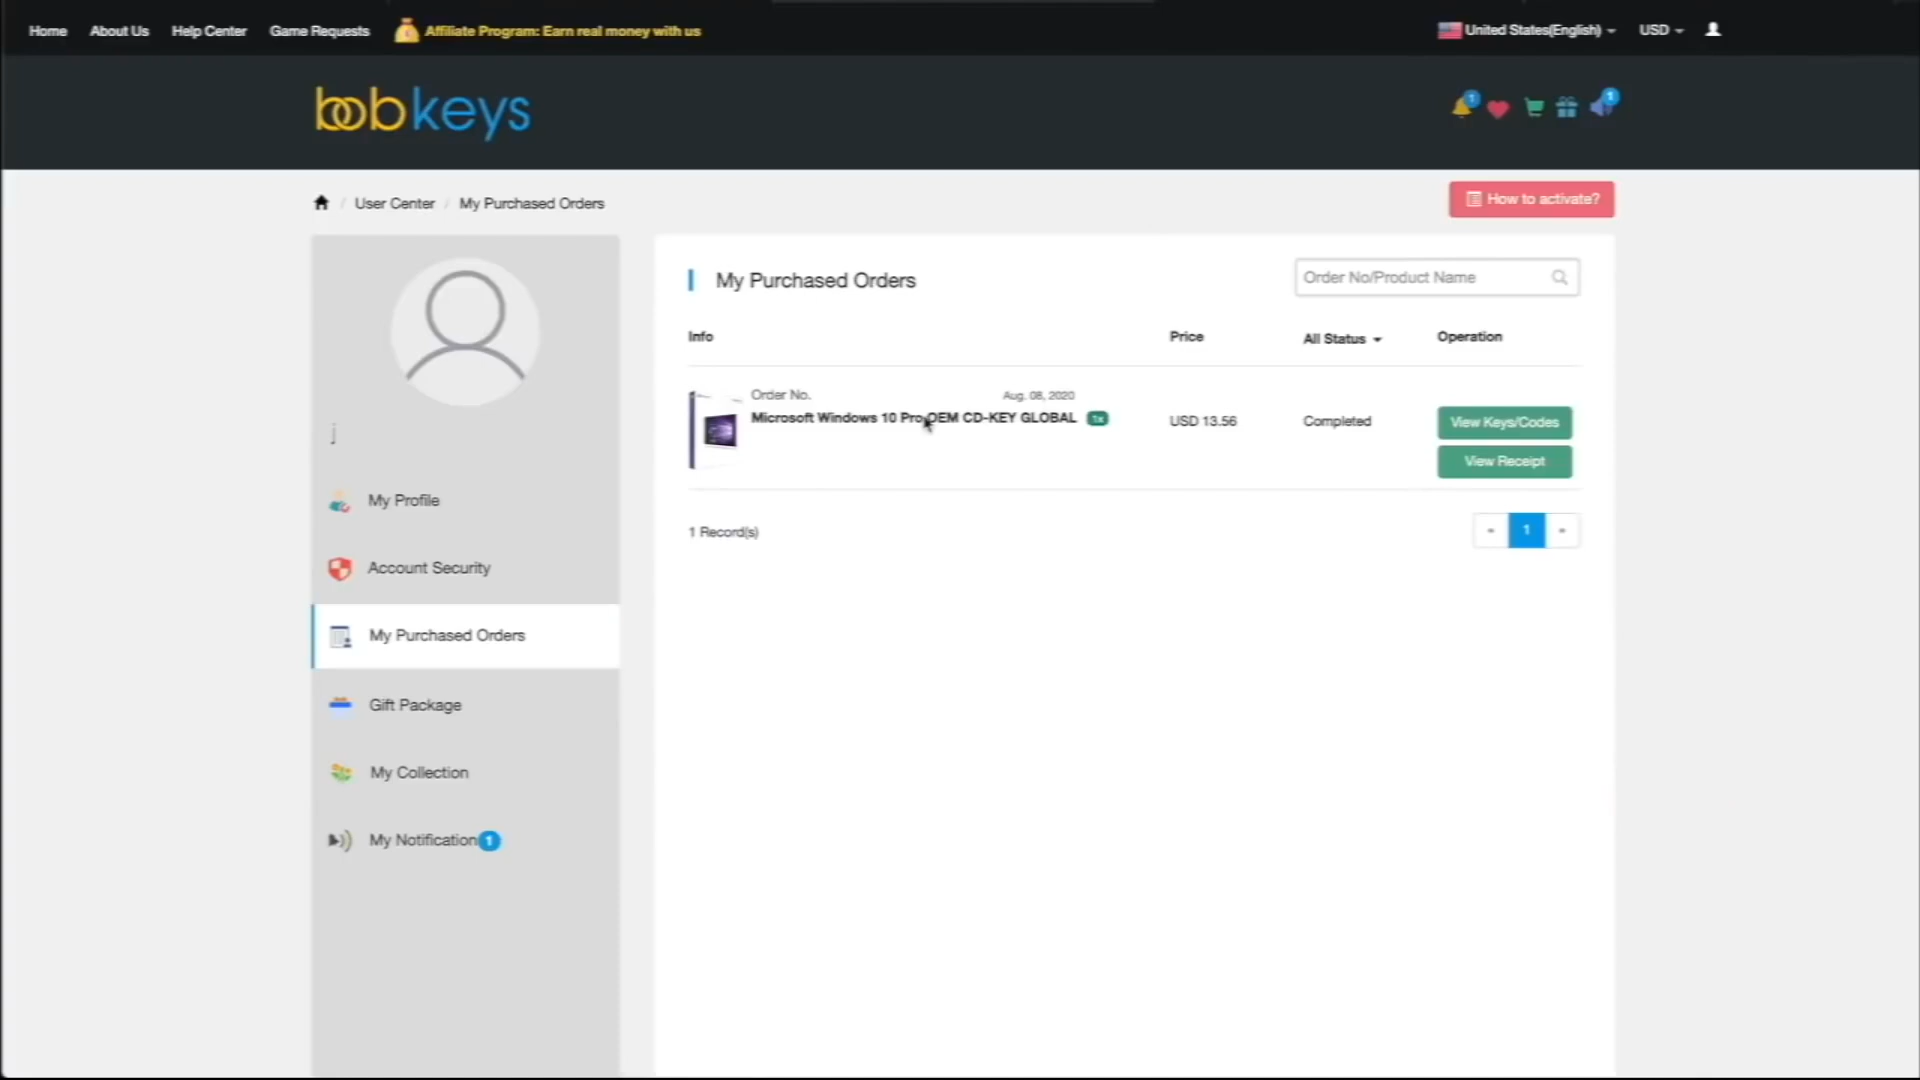 Home About Us Help Center Game Requests Affiliate Program: Earn real money with us United States(English) USD
bobkeys
1
1
User Center / My Purchased Orders
How to activate?
My Purchased Orders
Order No/Product Name
Info Price All Status Operation
Order No. Aug. 08, 2020
Microsoft Windows 10 Pro OEM CD-KEY GLOBAL 1x
USD 13.56 Completed View Keys/Codes
View Receipt
1 Record(s)
1
j
My Profile
Account Security
My Purchased Orders
Gift Package
My Collection
My Notification 1